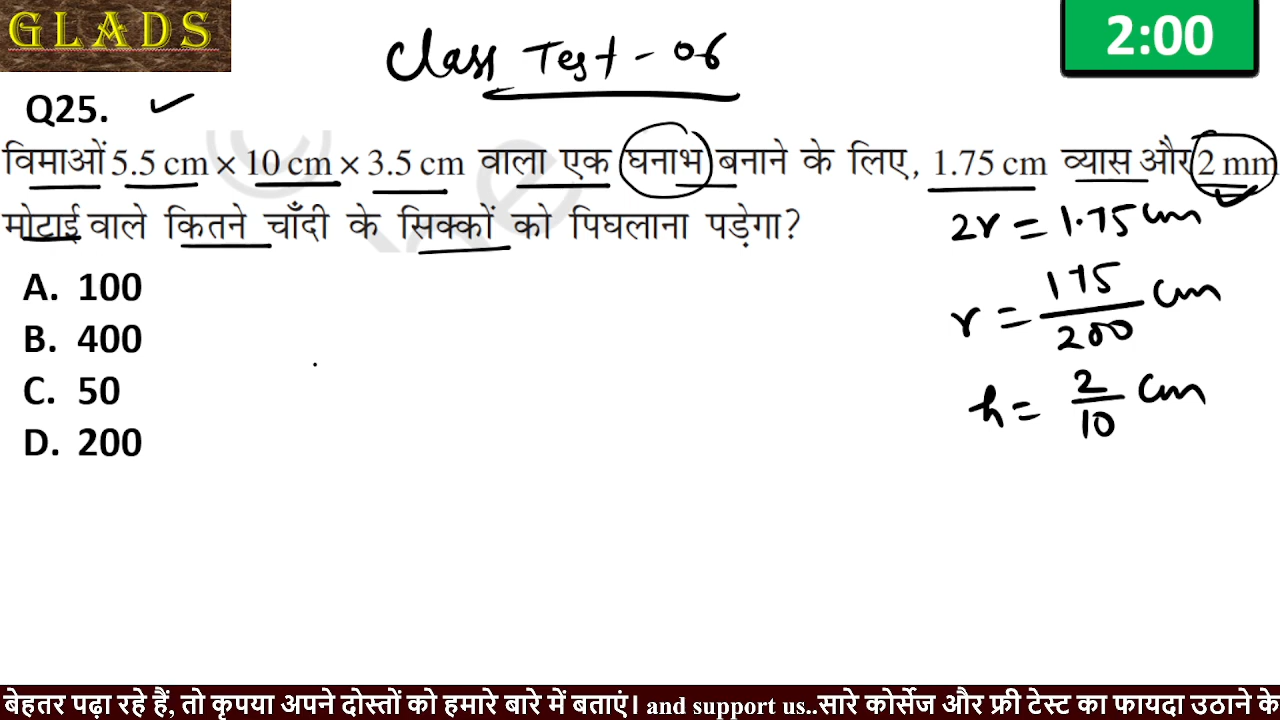 GLADS
Class Test - 06
2:00
Q25.
विमाओं 5.5 cm × 10 cm × 3.5 cm वाला एक घनाभ बनाने के लिए, 1.75 cm व्यास और 2 mm
मोटाई वाले कितने चाँदी के सिक्कों को पिघलाना पड़ेगा?
2r = 1.75 cm
A. 100
r = 175/200 cm
B. 400
C. 50
h = 2/10 cm
D. 200
बेहतर पढ़ा रहे हैं, तो कृपया अपने दोस्तों को हमारे बारे में बताएं। and support us..सारे कोर्सेज और फ्री टेस्ट का फायदा उठाने के